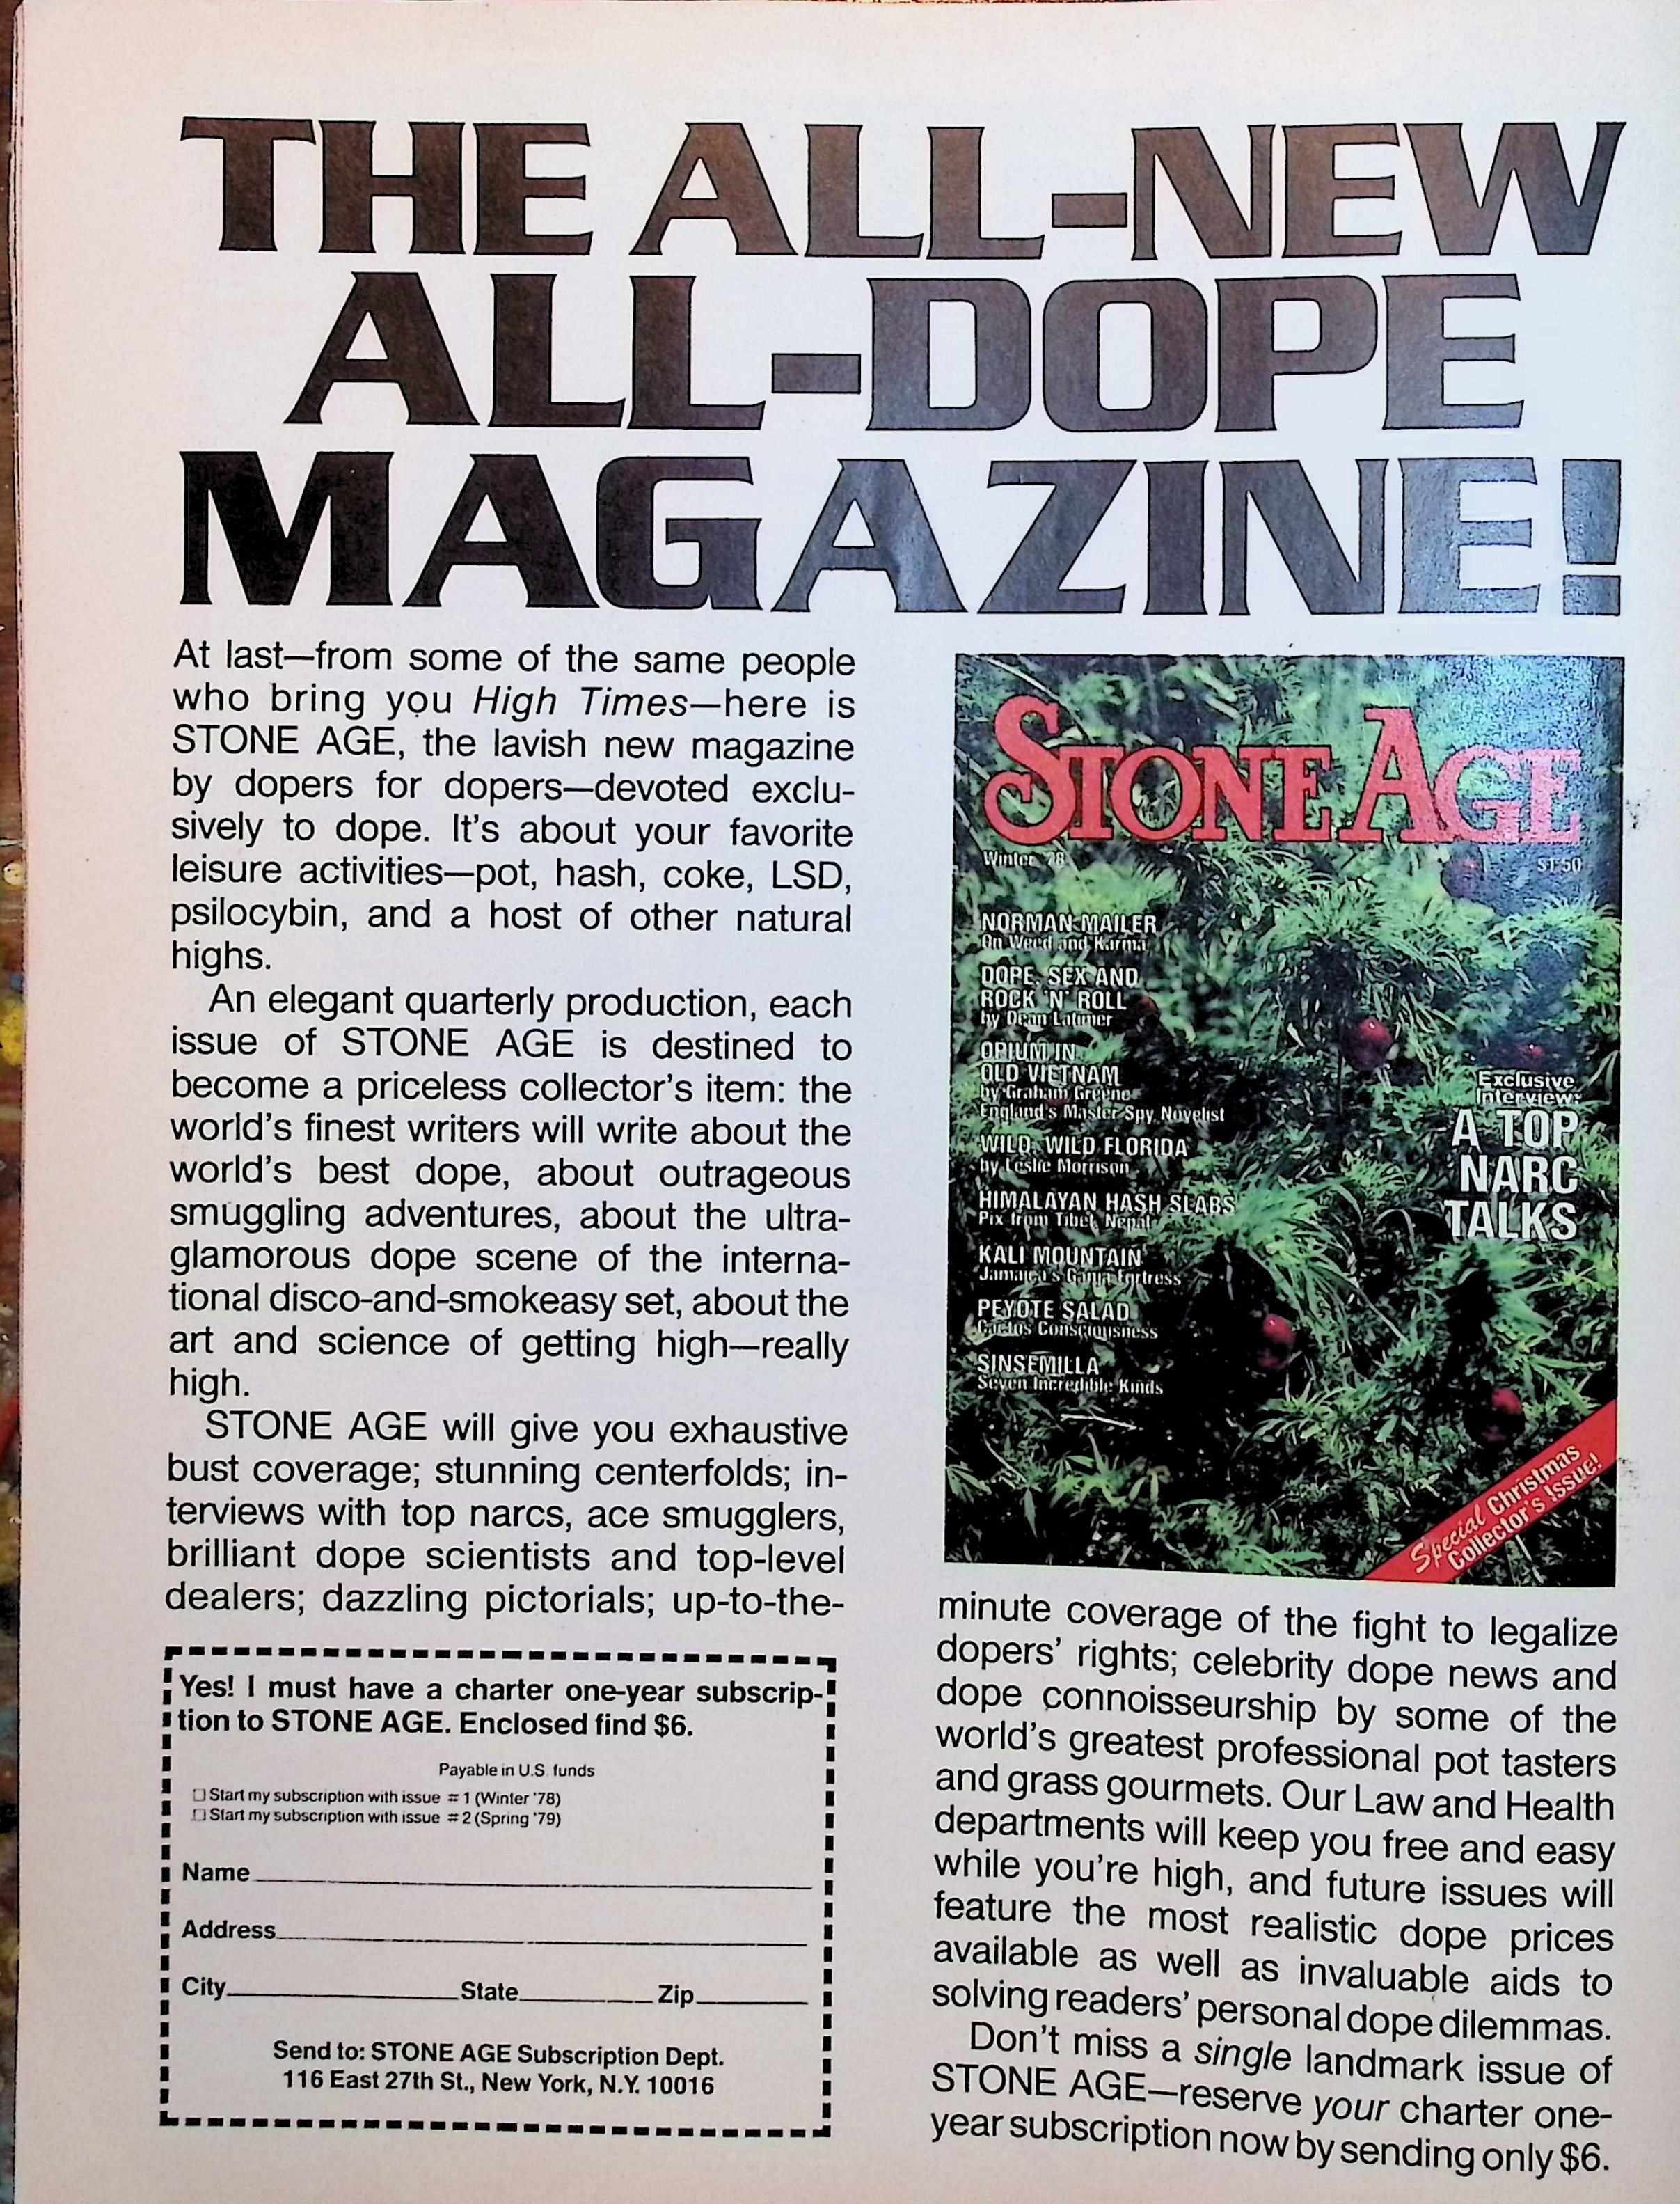 THE ALL-NEW
ALL-DOPE
MAGAZINE!
At last—from some of the same people
who bring you High Times—here is
STONE AGE, the lavish new magazine
by dopers for dopers—devoted exclu-
sively to dope. It's about your favorite
leisure activities—pot, hash, coke, LSD,
psilocybin, and a host of other natural
highs.
An elegant quarterly production, each
issue of STONE AGE is destined to
become a priceless collector's item: the
world's finest writers will write about the
world's best dope, about outrageous
smuggling adventures, about the ultra-
glamorous dope scene of the interna-
tional disco-and-smokeasy set, about the
art and science of getting high—really
high.
STONE AGE will give you exhaustive
bust coverage; stunning centerfolds; in-
terviews with top narcs, ace smugglers,
brilliant dope scientists and top-level
dealers; dazzling pictorials; up-to-the-
STONE AGE
Winter 78
$1.50
NORMAN MAILER
On Weed and Karma
DOPE, SEX AND
ROCK 'N' ROLL
by Dean Latimer
OPIUM IN
OLD VIETNAM
by Graham Greene
England's Master Spy Novelist
WILD, WILD FLORIDA
by Leslie Morrison
HIMALAYAN HASH SLABS
Pix from Tibet, Nepal
KALI MOUNTAIN
Jamaica's Ganja Fortress
PEYOTE SALAD
Cactus Consciousness
SINSEMILLA
Seven Incredible Kinds
Exclusive
Interview:
A TOP
NARC
TALKS
Special Christmas
Collector's Issue!
minute coverage of the fight to legalize
dopers' rights; celebrity dope news and
dope connoisseurship by some of the
world's greatest professional pot tasters
and grass gourmets. Our Law and Health
departments will keep you free and easy
while you're high, and future issues will
feature the most realistic dope prices
available as well as invaluable aids to
solving readers' personal dope dilemmas.
Don't miss a single landmark issue of
STONE AGE—reserve your charter one-
year subscription now by sending only $6.
Yes! I must have a charter one-year subscrip-
tion to STONE AGE. Enclosed find $6.
Payable in U.S. funds
☐ Start my subscription with issue #1 (Winter '78)
☐ Start my subscription with issue #2 (Spring '79)
Name
Address
City State Zip
Send to: STONE AGE Subscription Dept.
116 East 27th St., New York, N.Y. 10016